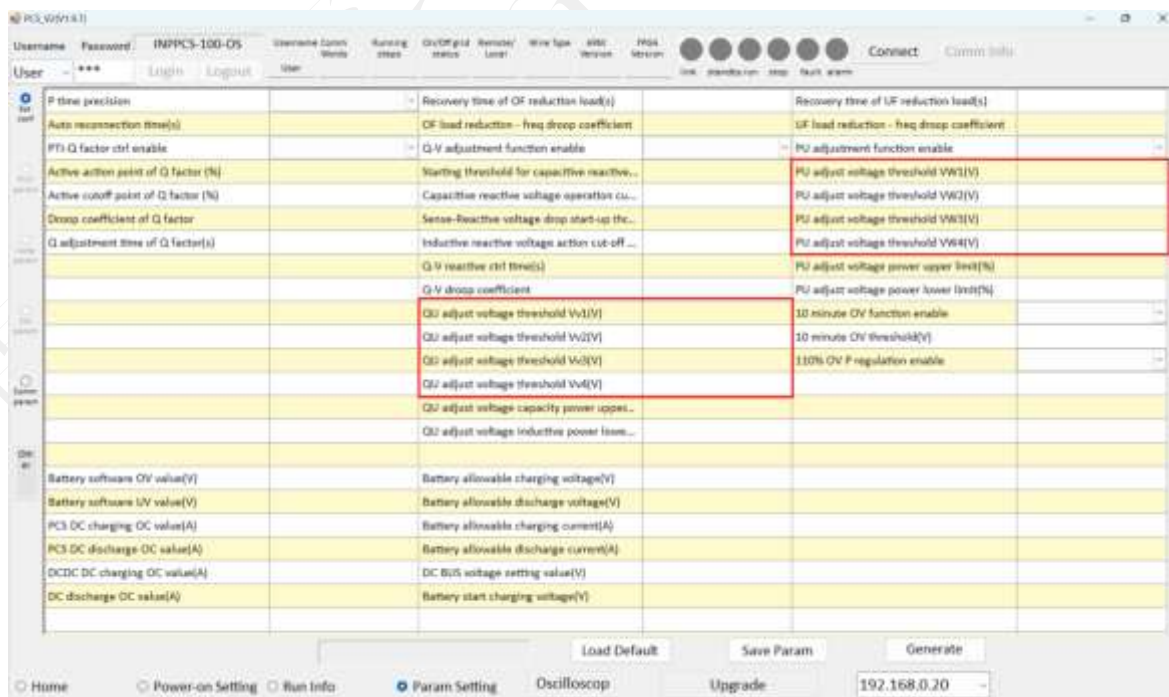 PCS_V2(V1.6.7)
Username Password INPPCS-100-OS Username Comm Words Running steps On/Off grid status Remote/ Local Wire Type ARM Version FPGA Version Connect Comm Info
User *** Login Logout User link standby run stop fault alarm
P time precision Recovery time of OF reduction load(s) Recovery time of UF reduction load(s)
Auto reconnection time(s) OF load reduction - freq droop coefficient UF load reduction - freq droop coefficient
PTI-Q factor ctrl enable Q-V adjustment function enable PU adjustment function enable
Active action point of Q factor (%) Starting threshold for capacitive reactive... PU adjust voltage threshold VW1(V)
Active cutoff point of Q factor (%) Capacitive reactive voltage operation cu... PU adjust voltage threshold VW2(V)
Droop coefficient of Q factor Sense-Reactive voltage drop start-up thr... PU adjust voltage threshold VW3(V)
Q adjustment time of Q factor(s) Inductive reactive voltage action cut-off ... PU adjust voltage threshold VW4(V)
Q-V reactive ctrl time(s) PU adjust voltage power upper limit(%)
Q-V droop coefficient PU adjust voltage power lower limit(%)
QU adjust voltage threshold Vv1(V) 10 minute OV function enable
QU adjust voltage threshold Vv2(V) 10 minute OV threshold(V)
QU adjust voltage threshold Vv3(V) 110% OV P regulation enable
QU adjust voltage threshold Vv4(V)
QU adjust voltage capacity power upper...
QU adjust voltage inductive power lowe...
Battery software OV value(V) Battery allowable charging voltage(V)
Battery software UV value(V) Battery allowable discharge voltage(V)
PCS DC charging OC value(A) Battery allowable charging current(A)
PCS DC discharge OC value(A) Battery allowable discharge current(A)
DCDC DC charging OC value(A) DC BUS voltage setting value(V)
DC discharge OC value(A) Battery start charging voltage(V)
Load Default Save Param Generate
Home Power-on Setting Run Info Param Setting Oscilloscop Upgrade 192.168.0.20